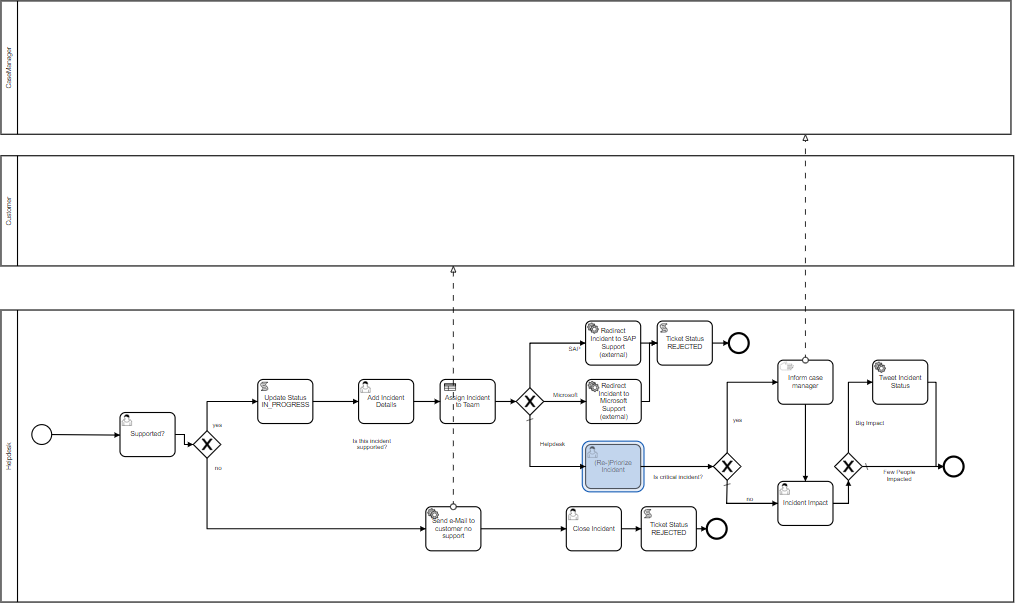 CaseManager
Customer
Helpdesk
Supported?
yes
no
Update Status
IN_PROGRESS
Add Incident
Details
Is this incident
supported?
Assign Incident
to Team
SAP
Microsoft
Helpdesk
Redirect
Incident to SAP
Support
(external)
Redirect
Incident to
Microsoft
Support
(external)
Ticket Status
REJECTED
(Re-)Priorize
Incident
Is critical incident?
yes
no
Inform case
manager
Incident Impact
Big Impact
Few People
Impacted
Tweet Incident
Status
Send e-Mail to
customer no
support
Close Incident
Ticket Status
REJECTED